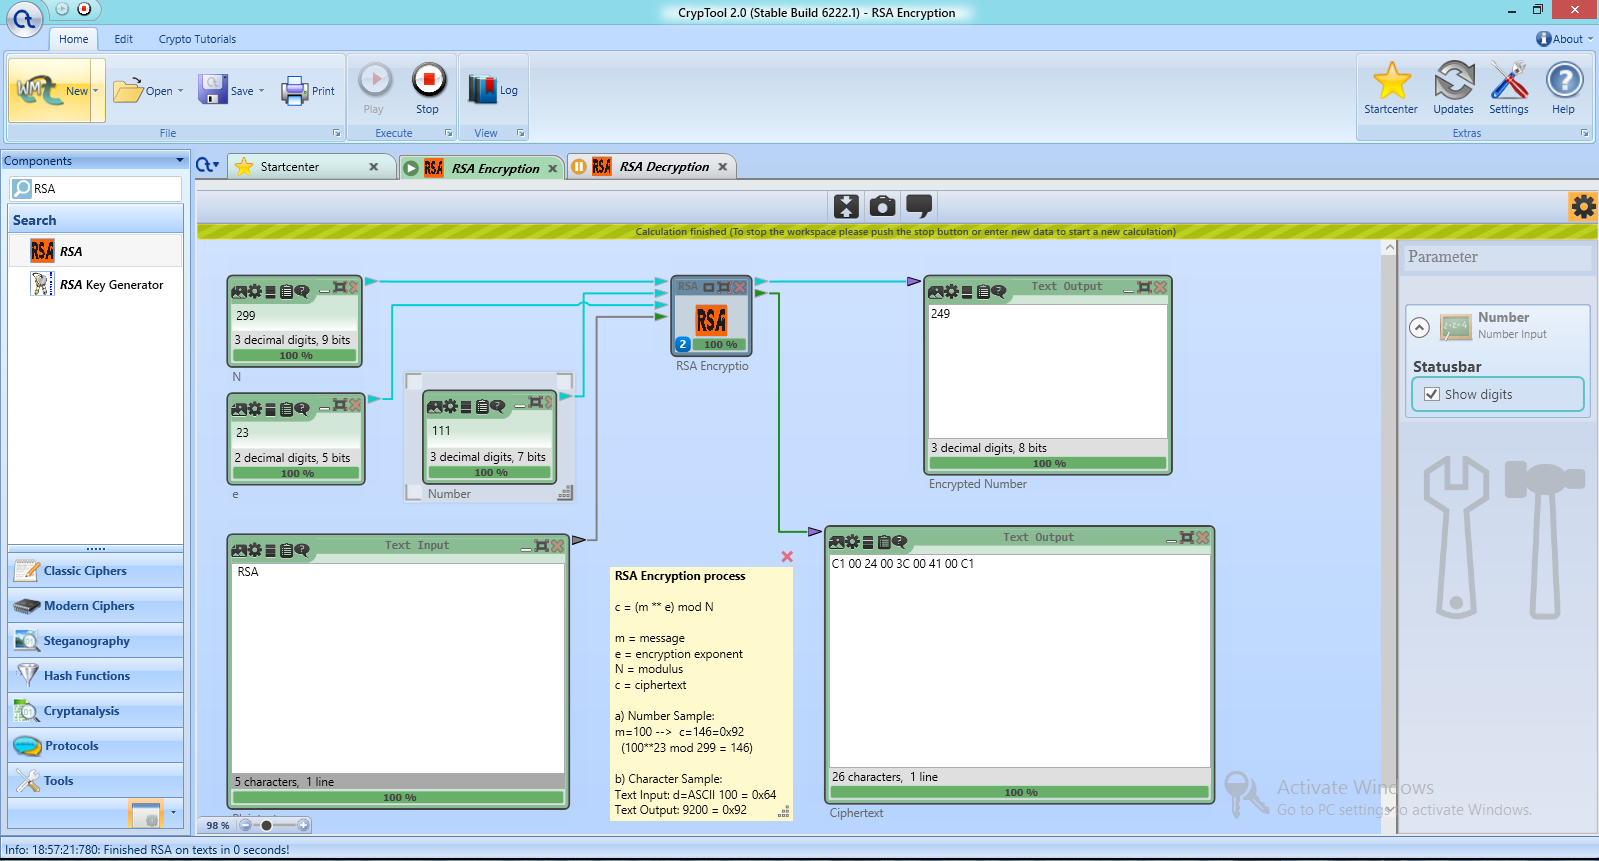 CrypTool 2.0 (Stable Build 6222.1) - RSA Encryption
Home Edit Crypto Tutorials
About
New
Open
Save
Print
Play
Stop
Log
Startcenter
Updates
Settings
Help
File
Execute
View
Extras
Components
RSA
Search
RSA RSA
RSA Key Generator
Classic Ciphers
Modern Ciphers
Steganography
Hash Functions
Cryptanalysis
Protocols
Tools
Startcenter
RSA RSA Encryption
RSA RSA Decryption
Calculation finished (To stop the workspace please push the stop button or enter new data to start a new calculation)
299
3 decimal digits, 9 bits
100 %
N
23
2 decimal digits, 5 bits
100 %
e
111
3 decimal digits, 7 bits
100 %
Number
RSA
RSA
2 100 %
RSA Encryptio
Text Output
249
3 decimal digits, 8 bits
100 %
Encrypted Number
Text Input
RSA
5 characters, 1 line
100 %
RSA Encryption process
c = (m ** e) mod N
m = message
e = encryption exponent
N = modulus
c = ciphertext
a) Number Sample:
m=100 --> c=146=0x92
(100**23 mod 299 = 146)
b) Character Sample:
Text Input: d=ASCII 100 = 0x64
Text Output: 9200 = 0x92
Text Output
C1 00 24 00 3C 00 41 00 C1
26 characters, 1 line
100 %
Ciphertext
Parameter
Number
Number Input
Statusbar
Show digits
Activate Windows
Go to PC settings to activate Windows.
98 %
Info: 18:57:21:780: Finished RSA on texts in 0 seconds!